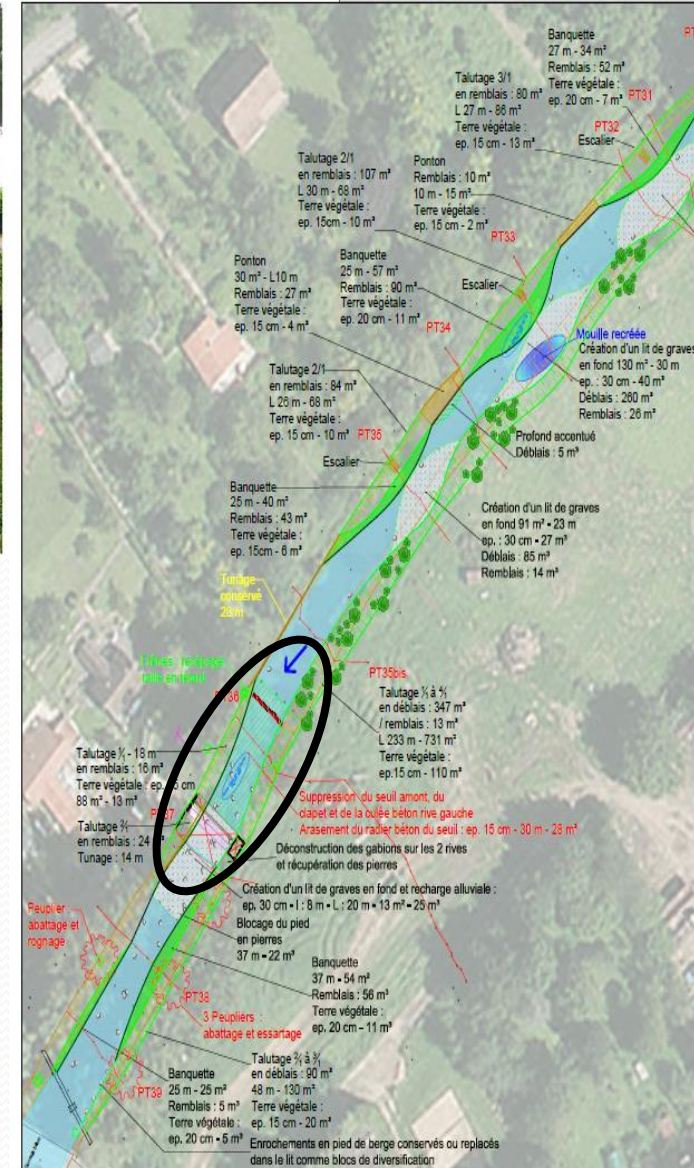 Banquette
27 m - 34 m²
Remblais : 52 m³
Terre végétale :
ep. 20 cm - 7 m³
PT31
Talutage 3/1
en remblais : 80 m³
L 27 m - 86 m²
Terre végétale :
ep. 15 cm - 13 m³
PT32
Escalier
Talutage 2/1
en remblais : 107 m³
L 30 m - 68 m²
Terre végétale :
ep. 15cm - 10 m³
Ponton
Remblais : 10 m³
10 m - 15 m²
Terre végétale :
ep. 15 cm - 2 m³
PT33
Ponton
30 m² - L10 m
Remblais : 27 m³
Terre végétale :
ep. 15 cm - 4 m³
Banquette
25 m - 57 m²
Remblais : 90 m³
Terre végétale :
ep. 20 cm - 11 m³
Escalier
PT34
Mouille recréée
Création d'un lit de graves
en fond 130 m² - 30 m
ep. : 30 cm - 40 m³
Déblais : 260 m³
Remblais : 26 m³
Talutage 2/1
en remblais : 84 m³
L 26 m - 68 m²
Terre végétale :
ep. 15 cm - 10 m³
PT35
Profond accentué
Déblais : 5 m³
Escalier
Banquette
25 m - 40 m²
Remblais : 43 m³
Terre végétale :
ep. 15cm - 6 m³
Création d'un lit de graves
en fond 91 m² - 23 m
ep. : 30 cm - 27 m³
Déblais : 85 m³
Remblais : 14 m³
Tunage
conservé
28 m
PT35bis
PT36
Talutage
en déblais : 347 m³
/ remblais : 13 m³
L 233 m - 731 m²
Terre végétale :
ep.15 cm - 110 m³
Talutage - 18 m
en remblais : 16 m³
Terre végétale : ep. cm
88 m² - 13 m³
Suppression du seuil amont, du
clapet et de la culée béton rive gauche
Arasement du radier béton du seuil : ep. 15 cm - 30 m - 28 m³
Talutage
en remblais : 24
Tunage : 14 m
Déconstruction des gabions sur les 2 rives
et récupération des pierres
Création d'un lit de graves en fond et recharge alluviale :
ep. 30 cm - l : 8 m - L : 20 m - 13 m² - 25 m³
Blocage du pied
en pierres
37 m - 22 m³
Peuplier
abattage et
rognage
Banquette
37 m - 54 m²
Remblais : 56 m³
Terre végétale :
ep. 20 cm - 11 m³
PT38
3 Peupliers :
abattage et essartage
PT39
Banquette
25 m - 25 m²
Remblais : 5 m³
Terre végétale :
ep. 20 cm - 5 m³
Talutage
en déblais : 90 m³
48 m - 130 m²
Terre végétale :
ep. 15 cm - 20 m³
Enrochements en pied de berge conservés ou replacés
dans le lit comme blocs de diversification